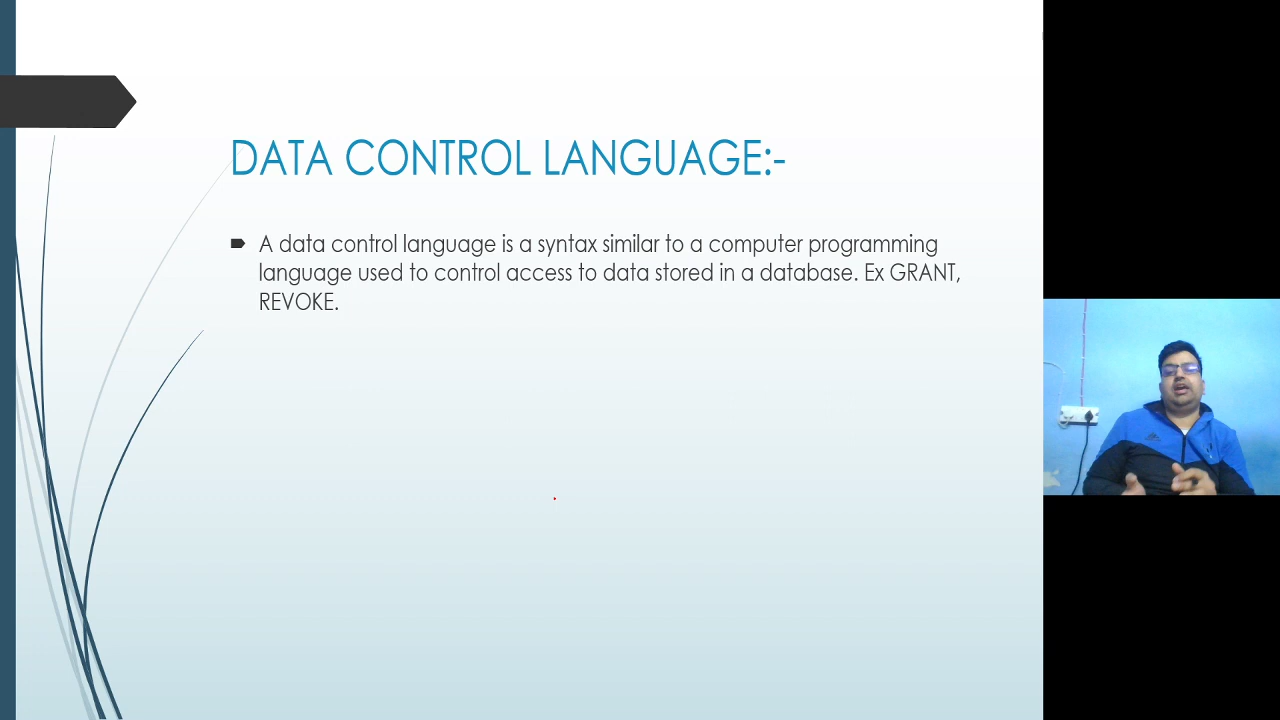 DATA CONTROL LANGUAGE:-
A data control language is a syntax similar to a computer programming
language used to control access to data stored in a database. Ex GRANT,
REVOKE.